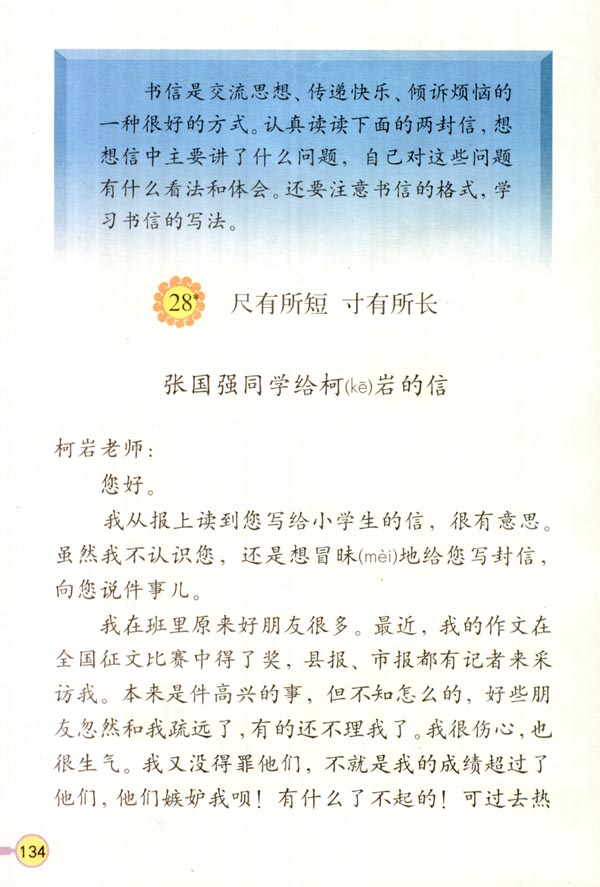 书信是交流思想、传递快乐、倾诉烦恼的
一种很好的方式。认真读读下面的两封信，想
想信中主要讲了什么问题，自己对这些问题
有什么看法和体会。还要注意书信的格式，学
习书信的写法。
28* 尺有所短 寸有所长
张国强同学给柯(kē)岩的信
柯岩老师：
您好。
我从报上读到您写给小学生的信，很有意思。
虽然我不认识您，还是想冒昧(mèi)地给您写封信，
向您说件事儿。
我在班里原来好朋友很多。最近，我的作文在
全国征文比赛中得了奖，县报、市报都有记者来采
访我。本来是件高兴的事，但不知怎么的，好些朋
友忽然和我疏远了，有的还不理我了。我很伤心，也
很生气。我又没得罪他们，不就是我的成绩超过了
他们，他们嫉妒我呗！有什么了不起的！可过去热
134